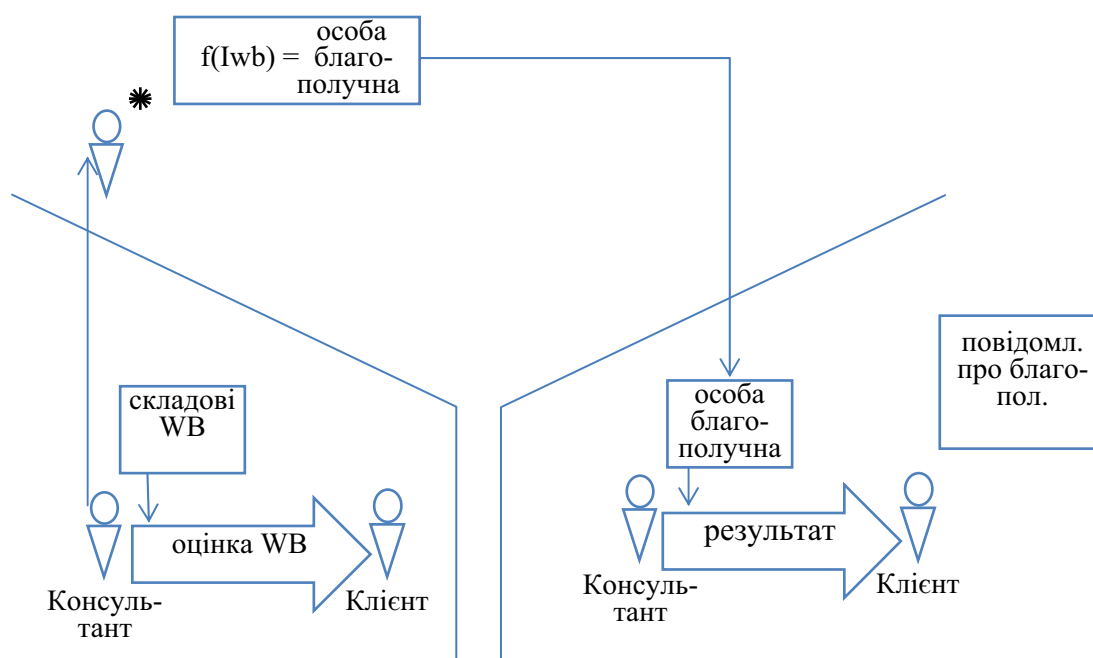 особа
f(Iwb) = благо-
получна
складові
WB
оцінка WB
Консуль-
тант
Клієнт
особа
благо-
получна
результат
Консуль-
тант
Клієнт
повідомл.
про благо-
пол.